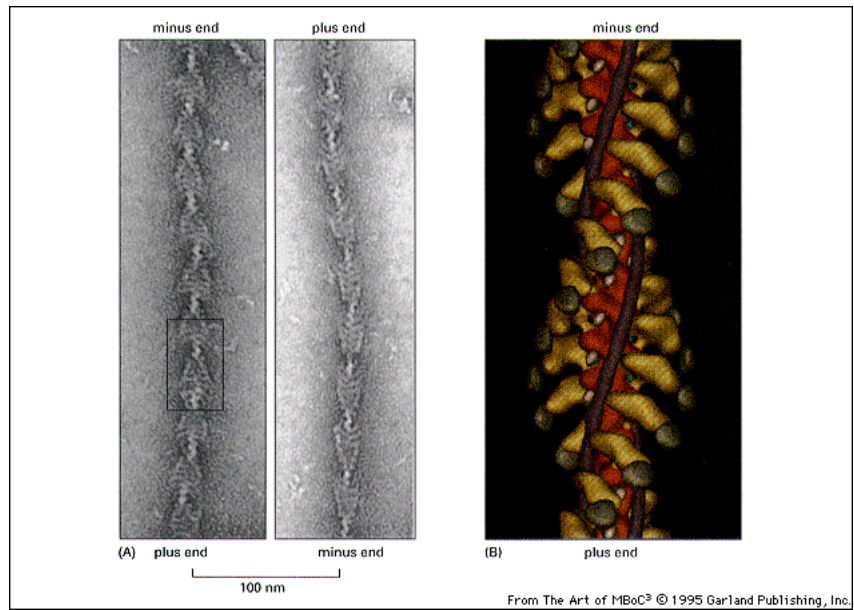 minus end
plus end
minus end
(A)
plus end
minus end
(B)
plus end
100 nm
From The Art of MBoC³ © 1995 Garland Publishing, Inc.